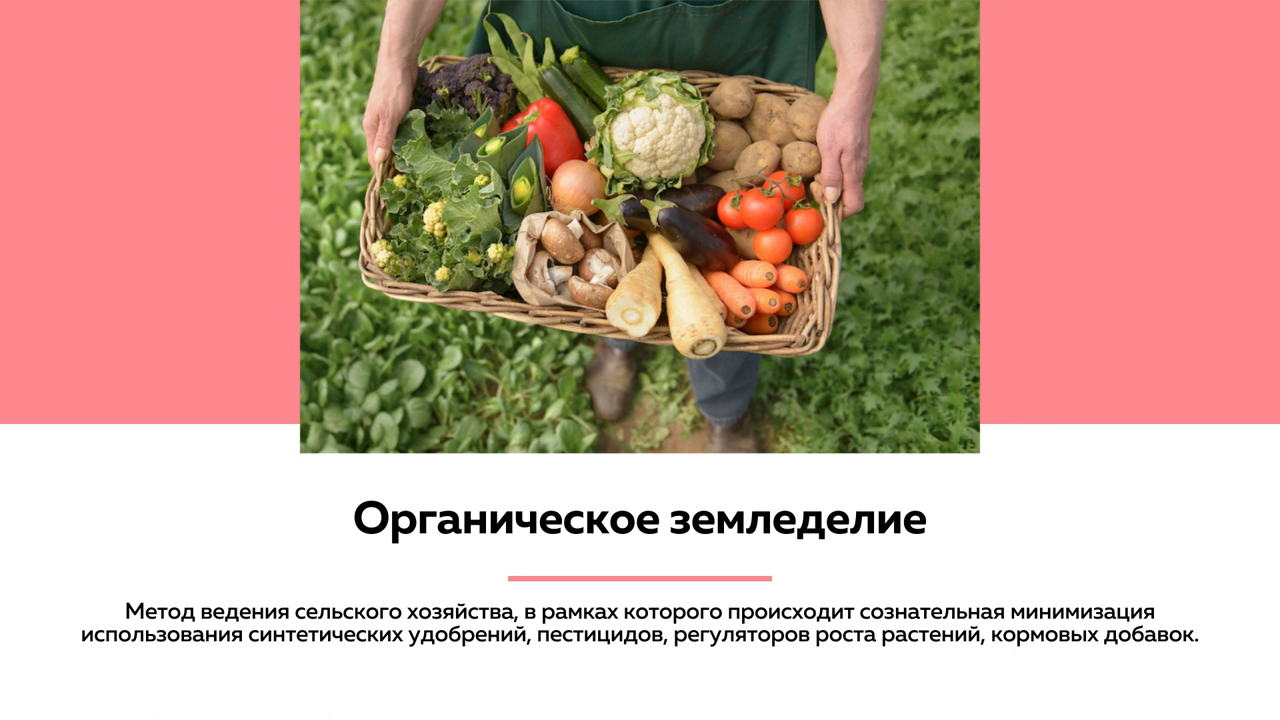 Органическое земледелие
Метод ведения сельского хозяйства, в рамках которого происходит сознательная минимизация
использования синтетических удобрений, пестицидов, регуляторов роста растений, кормовых добавок.